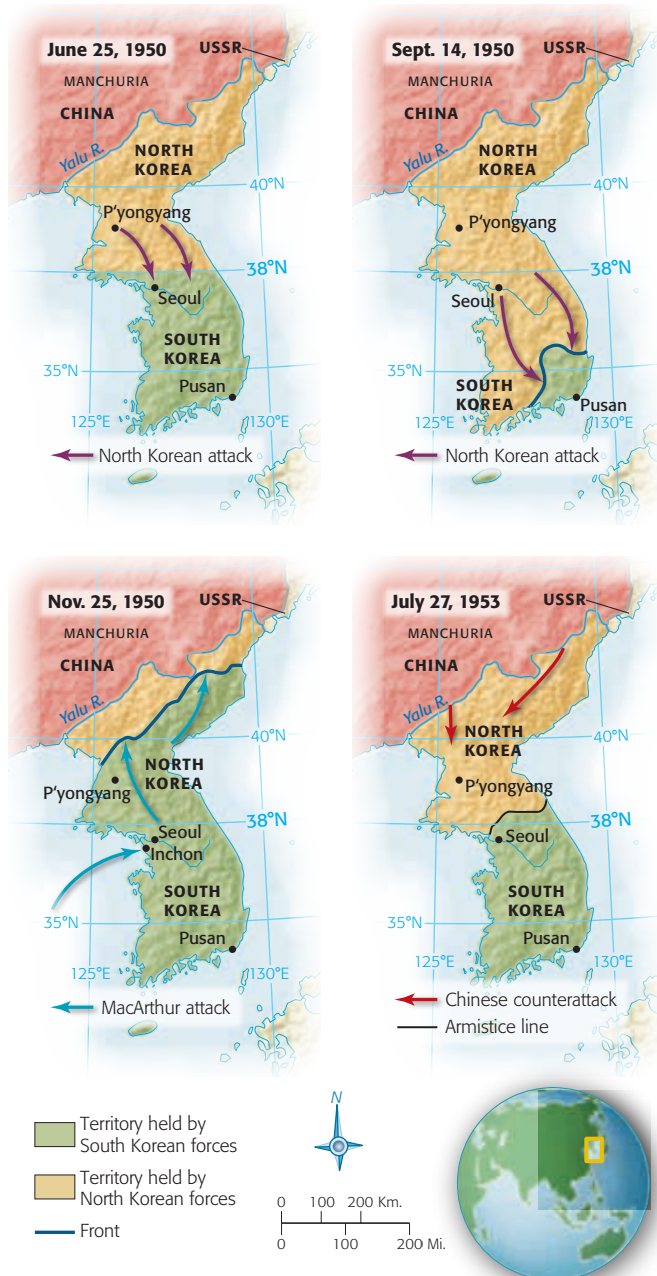 June 25, 1950
USSR
MANCHURIA
CHINA
Yalu R.
NORTH
KOREA
40°N
P'yongyang
38°N
Seoul
SOUTH
KOREA
35°N
Pusan
125°E
130°E
North Korean attack
Sept. 14, 1950
USSR
MANCHURIA
CHINA
Yalu R.
NORTH
KOREA
40°N
P'yongyang
38°N
Seoul
35°N
SOUTH
KOREA
Pusan
125°E
130°E
North Korean attack
Nov. 25, 1950
USSR
MANCHURIA
CHINA
Yalu R.
40°N
NORTH
KOREA
P'yongyang
38°N
Seoul
Inchon
SOUTH
KOREA
35°N
Pusan
125°E
130°E
MacArthur attack
July 27, 1953
USSR
MANCHURIA
CHINA
Yalu R.
NORTH
KOREA
40°N
P'yongyang
38°N
Seoul
SOUTH
KOREA
35°N
Pusan
125°E
130°E
Chinese counterattack
Armistice line
Territory held by
South Korean forces
Territory held by
North Korean forces
Front
N
0 100 200 Km.
0 100 200 Mi.